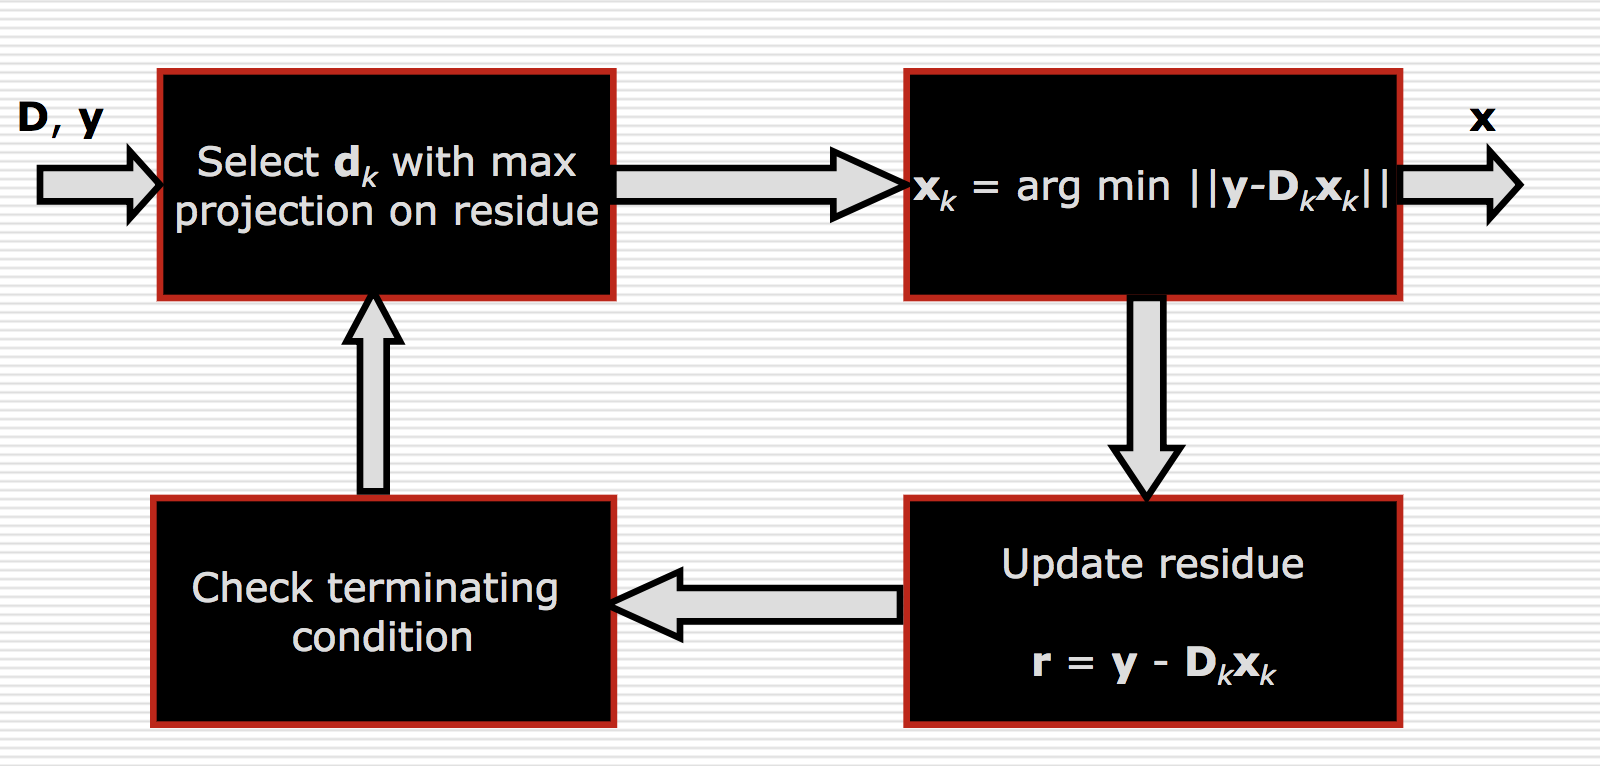 D, y
Select dk with max
projection on residue
xk = arg min ||y-Dkxk||
x
Check terminating
condition
Update residue
r = y - Dkxk